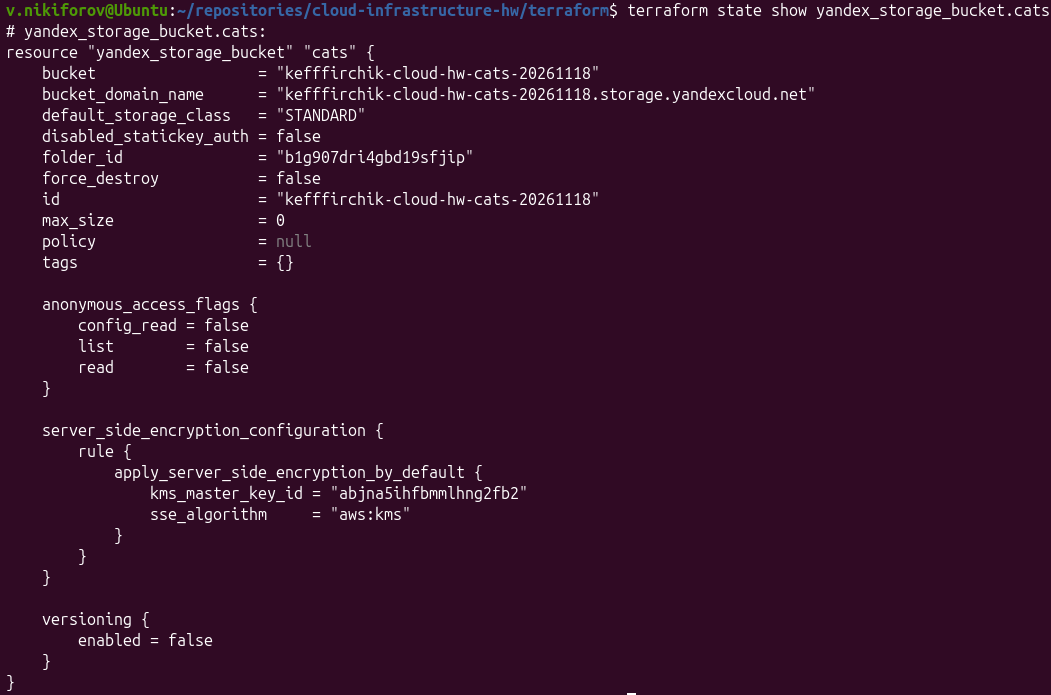 v.nikiforov@Ubuntu:~/repositories/cloud-infrastructure-hw/terraform$ terraform state show yandex_storage_bucket.cats
# yandex_storage_bucket.cats:
resource "yandex_storage_bucket" "cats" {
    bucket                  = "kefffirchik-cloud-hw-cats-20261118"
    bucket_domain_name      = "kefffirchik-cloud-hw-cats-20261118.storage.yandexcloud.net"
    default_storage_class   = "STANDARD"
    disabled_statickey_auth = false
    folder_id               = "b1g907dri4gbd19sfjip"
    force_destroy           = false
    id                      = "kefffirchik-cloud-hw-cats-20261118"
    max_size                = 0
    policy                  = null
    tags                    = {}

    anonymous_access_flags {
        config_read = false
        list        = false
        read        = false
    }

    server_side_encryption_configuration {
        rule {
            apply_server_side_encryption_by_default {
                kms_master_key_id = "abjna5ihfbmmlhng2fb2"
                sse_algorithm     = "aws:kms"
            }
        }
    }

    versioning {
        enabled = false
    }
}